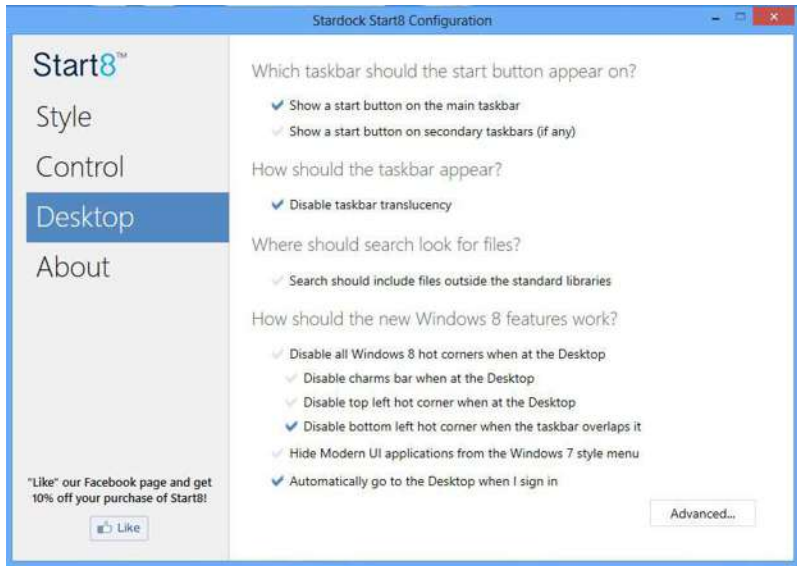 Stardock Start8 Configuration
Start8™
Style
Control
Desktop
About
"Like" our Facebook page and get
10% off your purchase of Start8!
Like
Which taskbar should the start button appear on?
Show a start button on the main taskbar
Show a start button on secondary taskbars (if any)
How should the taskbar appear?
Disable taskbar translucency
Where should search look for files?
Search should include files outside the standard libraries
How should the new Windows 8 features work?
Disable all Windows 8 hot corners when at the Desktop
Disable charms bar when at the Desktop
Disable top left hot corner when at the Desktop
Disable bottom left hot corner when the taskbar overlaps it
Hide Modern UI applications from the Windows 7 style menu
Automatically go to the Desktop when I sign in
Advanced...